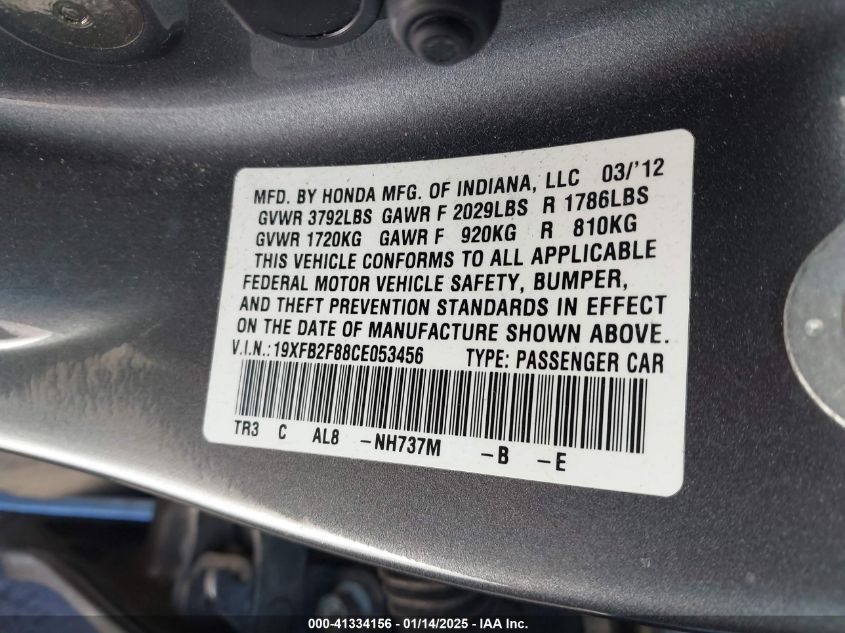 MFD. BY HONDA MFG. OF INDIANA, LLC 03/'12
GVWR 3792LBS GAWR F 2029LBS R 1786LBS
GVWR 1720KG GAWR F 920KG R 810KG
THIS VEHICLE CONFORMS TO ALL APPLICABLE
FEDERAL MOTOR VEHICLE SAFETY, BUMPER,
AND THEFT PREVENTION STANDARDS IN EFFECT
ON THE DATE OF MANUFACTURE SHOWN ABOVE.
V.I.N.:19XFB2F88CE053456 TYPE: PASSENGER CAR
TR3 C AL8 -NH737M -B -E
000-41334156 — 01/14/2025 — IAA Inc.